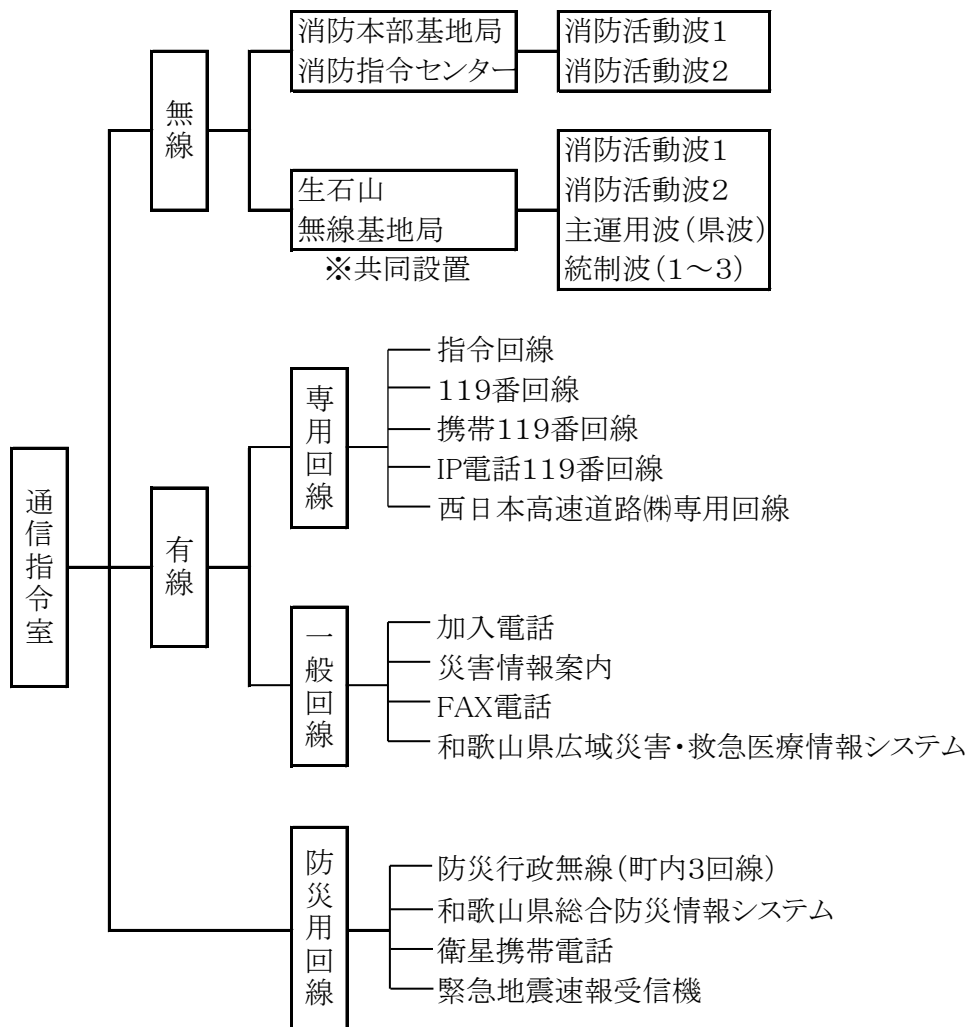 通信指令室
無線
消防本部基地局
消防指令センター
消防活動波1
消防活動波2
生石山
無線基地局
※共同設置
消防活動波1
消防活動波2
主運用波(県波)
統制波(1～3)
有線
専用回線
指令回線
119番回線
携帯119番回線
IP電話119番回線
西日本高速道路㈱専用回線
一般回線
加入電話
災害情報案内
FAX電話
和歌山県広域災害・救急医療情報システム
防災用回線
防災行政無線(町内3回線)
和歌山県総合防災情報システム
衛星携帯電話
緊急地震速報受信機